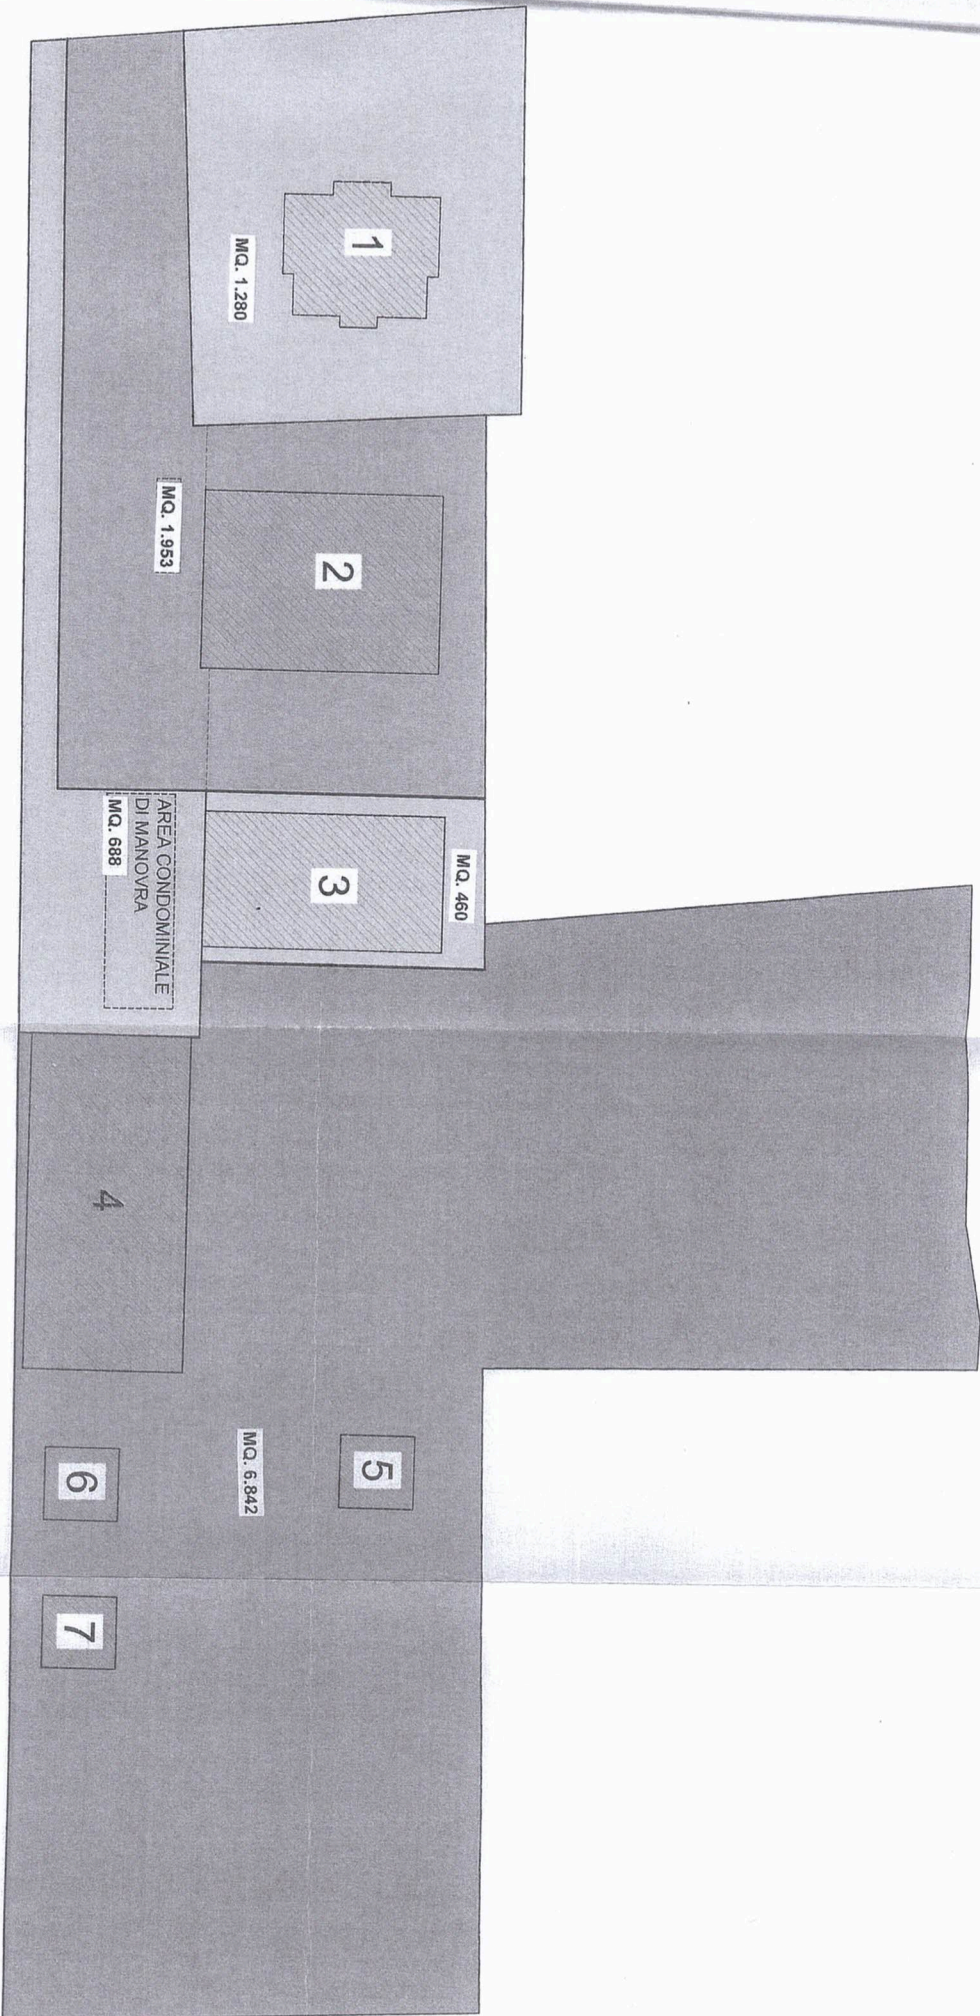 1
MQ. 1.280
2
MQ. 1.953
3
MQ. 460
AREA CONDOMINIALE
DI MANOVRA
MQ. 688
4
5
MQ. 6.842
6
7